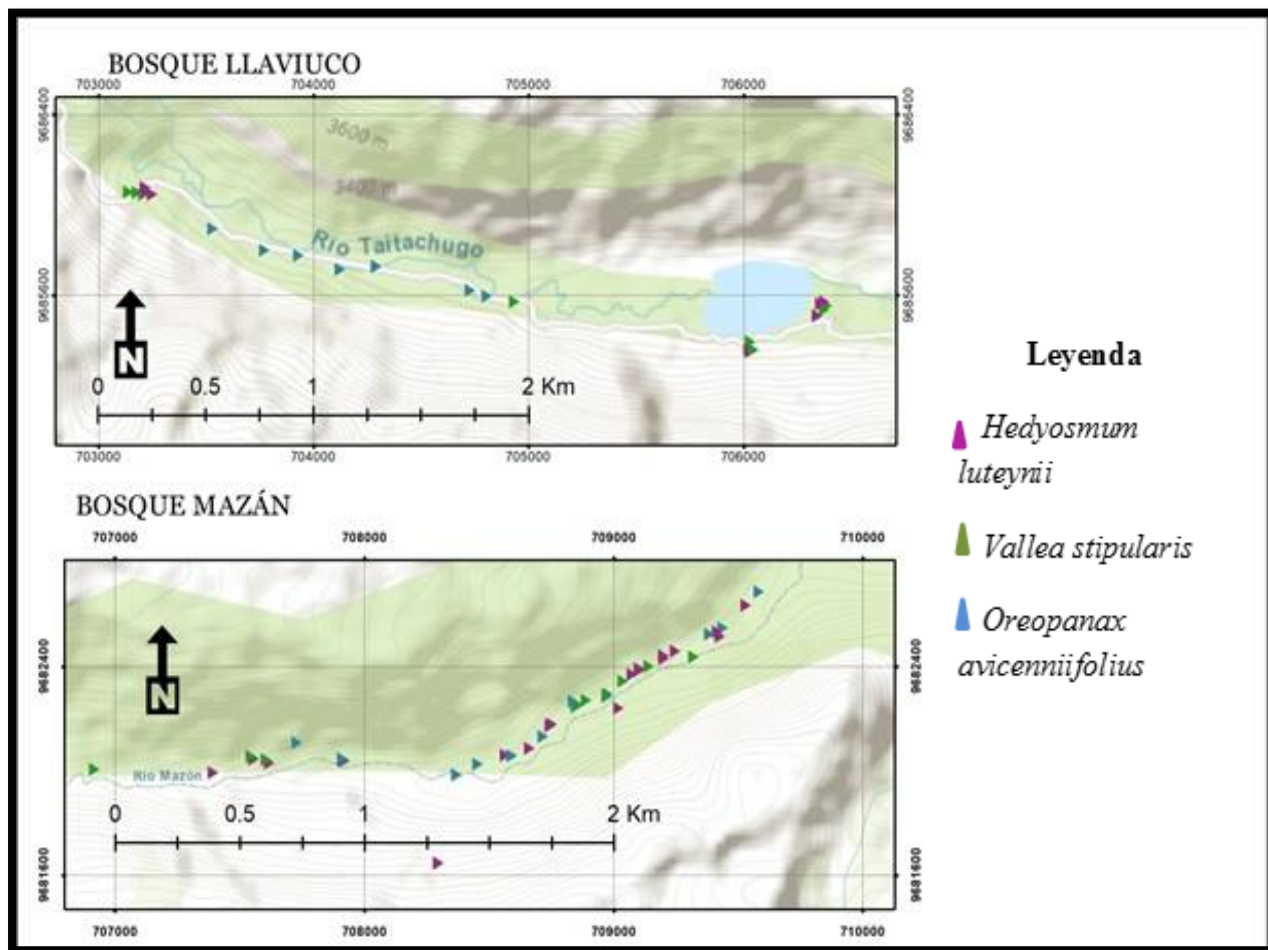 BOSQUE LLAVIUCO
703000 704000 705000 706000
9686400 9686400
3600 m
3400 m
Río Taitachugo
9685600 9685600
N
0 0.5 1 2 Km
703000 704000 705000 706000
BOSQUE MAZÁN
707000 708000 709000 710000
9682400 9682400
N
Río Mazón
0 0.5 1 2 Km
9681600 9681600
707000 708000 709000 710000
Leyenda
Hedyosmum
luteynii
Vallea stipularis
Oreopanax
avicenniifolius